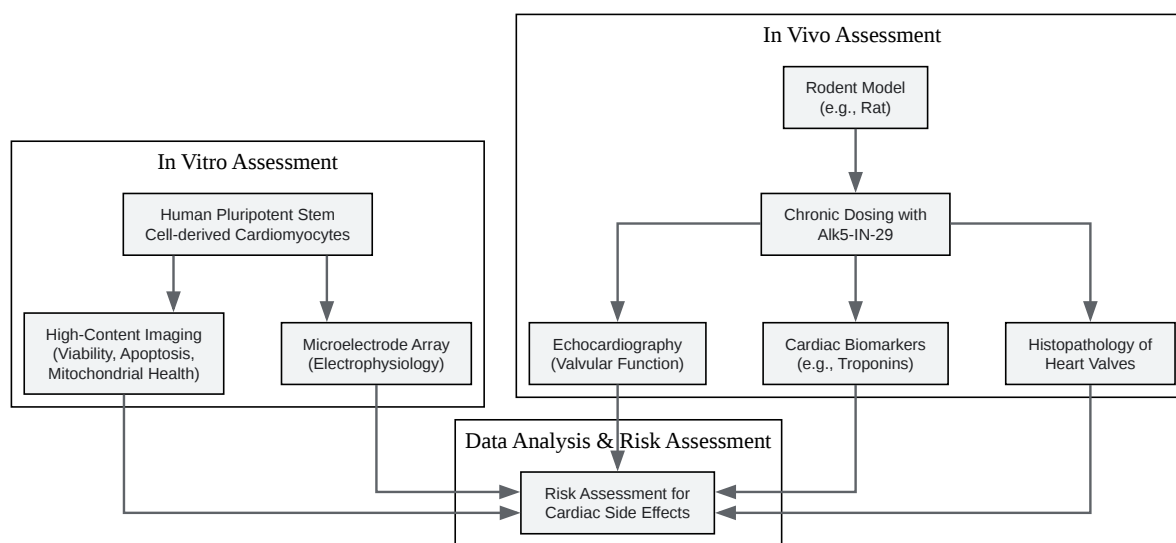 In Vivo Assessment
Rodent Model
(e.g., Rat)
In Vitro Assessment
Human Pluripotent Stem
Cell-derived Cardiomyocytes
Chronic Dosing with
Alk5-IN-29
High-Content Imaging
(Viability, Apoptosis,
Mitochondrial Health)
Microelectrode Array
(Electrophysiology)
Echocardiography
(Valvular Function)
Cardiac Biomarkers
(e.g., Troponins)
Histopathology of
Heart Valves
Data Analysis & Risk Assessment
Risk Assessment for
Cardiac Side Effects